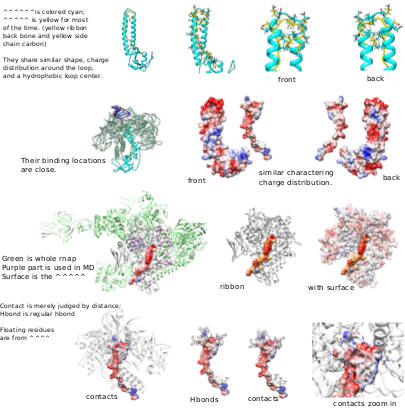 ^^^^^^is colored cyan;
^^^^^ is yellow for most
of the time. (yellow ribon
back bone and yellow side
chain carbon)
They share similar shape, charge
distribution around the loop,
and a hydrophobic loop center.
front
back
Their binding locations
are close.
front
similar charactering
charge distribution.
back
Green is whole rnap
Purple part is used in MD
Surface is the ^^^^^
ribbon
with surface
Contact is merely judged by distance;
Hbond is regular hbond
Floating residues
are from ^^^^
contacts
Hbonds
contacts
contacts zoom in